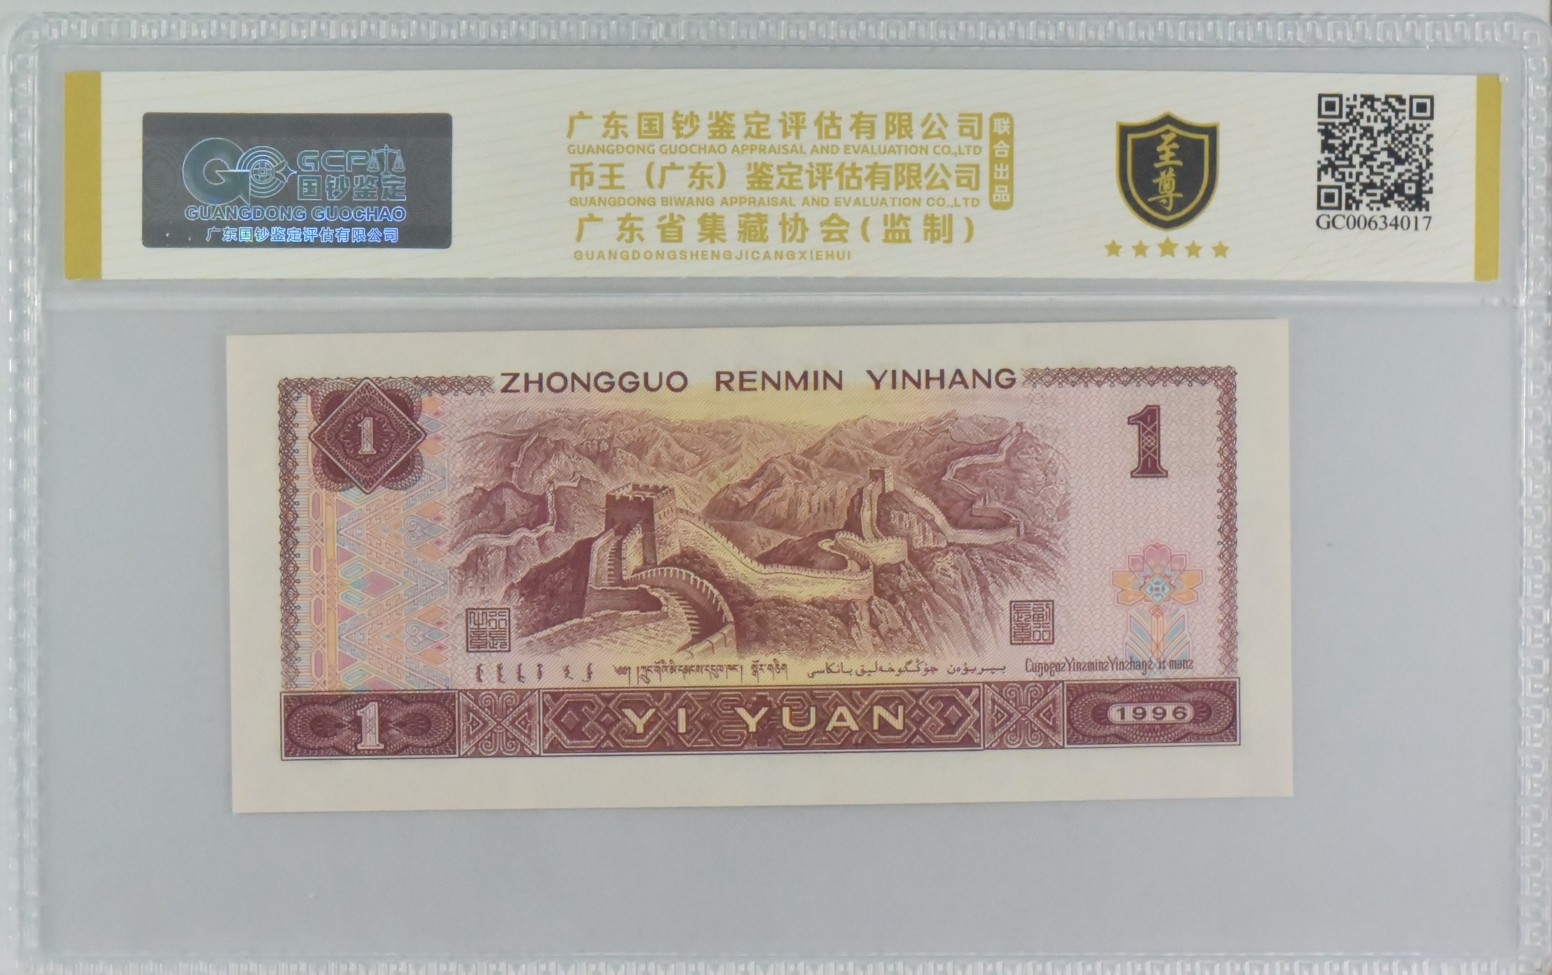 GCP
国钞鉴定
GUANGDONG GUOCHAO
广东国钞鉴定评估有限公司
广东国钞鉴定评估有限公司
GUANGDONG GUOCHAO APPRAISAL AND EVALUATION CO.,LTD
币王（广东）鉴定评估有限公司
GUANGDONG BIWANG APPRAISAL AND EVALUATION CO.,LTD
广东省集藏协会(监制)
GUANGDONGSHENGJICANGXIEHUI
联合出品
至尊
GC00634017
ZHONGGUO RENMIN YINHANG
1
1
1
YI YUAN
1996